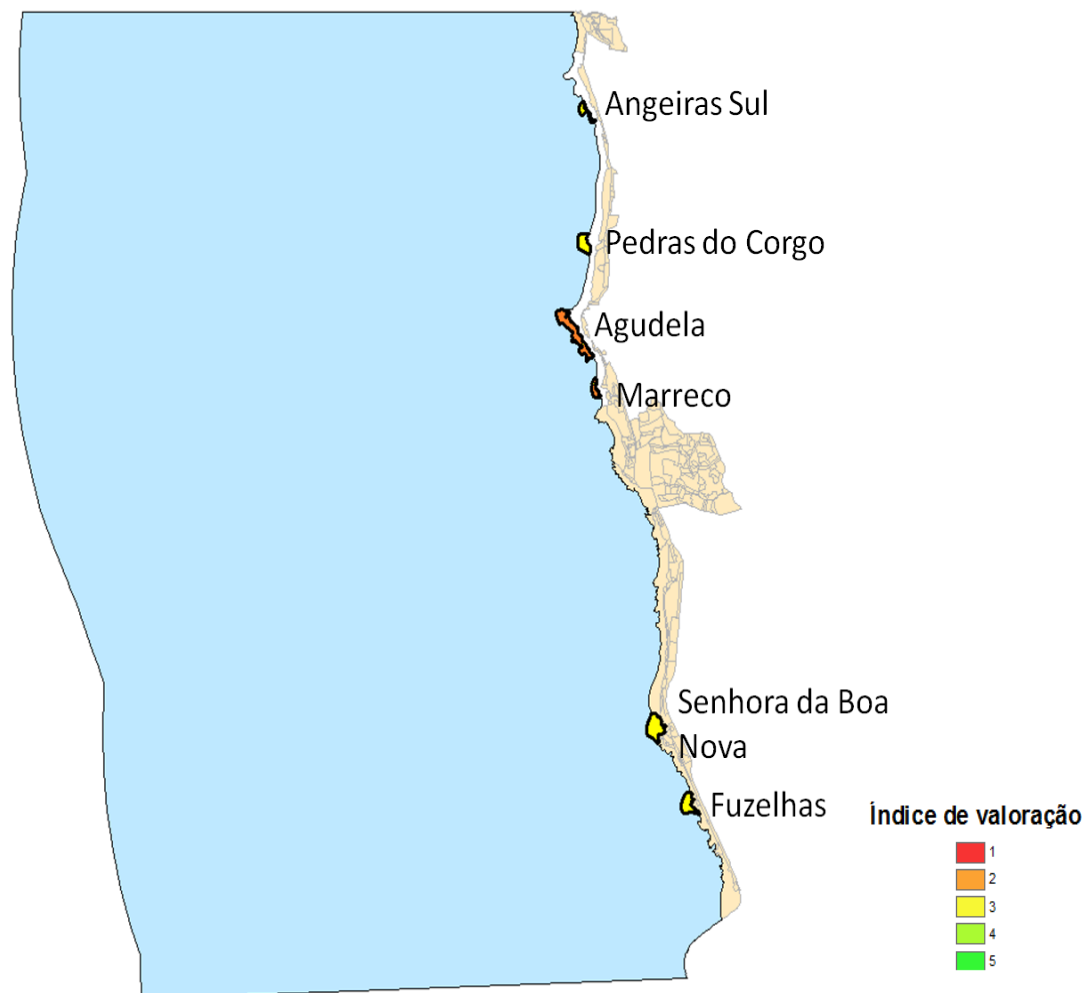 Angeiras Sul
Pedras do Corgo
Agudela
Marreco
Senhora da Boa
Nova
Fuzelhas
Índice de valoração
1
2
3
4
5